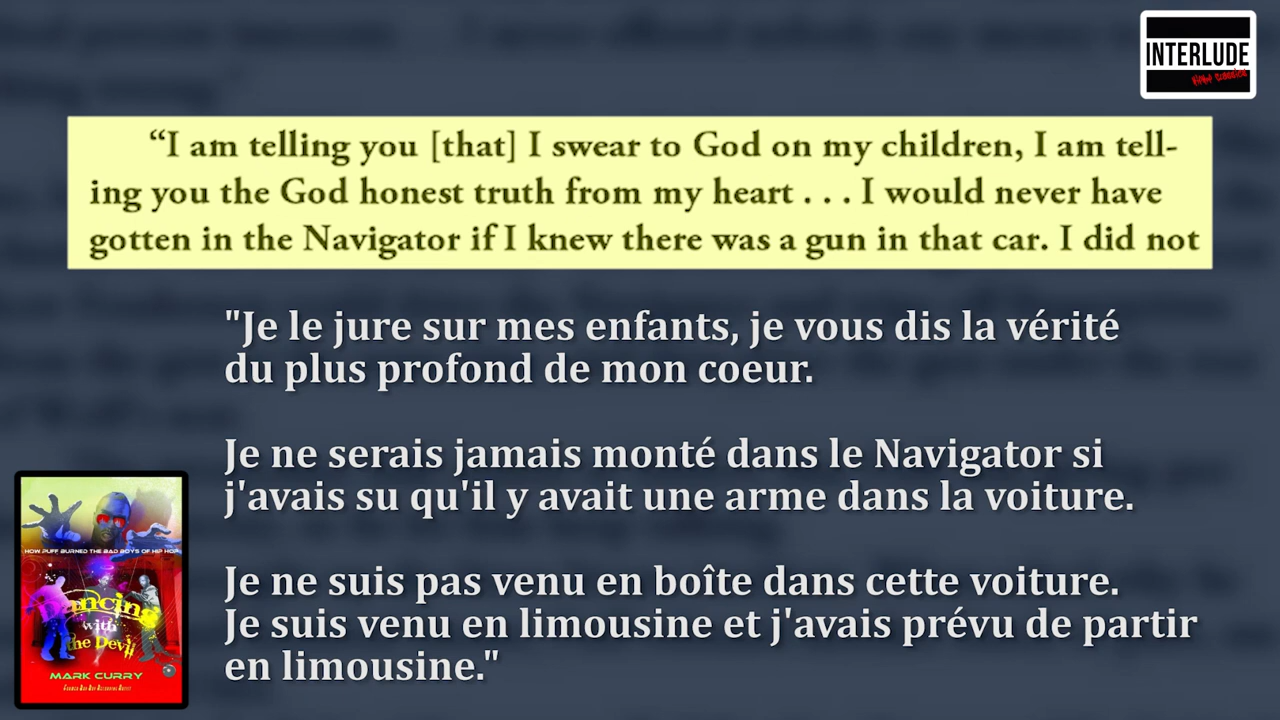 INTERLUDE
“I am telling you [that] I swear to God on my children, I am tell-
ing you the God honest truth from my heart . . . I would never have
gotten in the Navigator if I knew there was a gun in that car. I did not
"Je le jure sur mes enfants, je vous dis la vérité
du plus profond de mon coeur.
Je ne serais jamais monté dans le Navigator si
j'avais su qu'il y avait une arme dans la voiture.
Je ne suis pas venu en boîte dans cette voiture.
Je suis venu en limousine et j'avais prévu de partir
en limousine."
HOW PUFF BURNED THE BAD BOYS OF HIP HOP
Dancing
with
the Devil
MARK CURRY